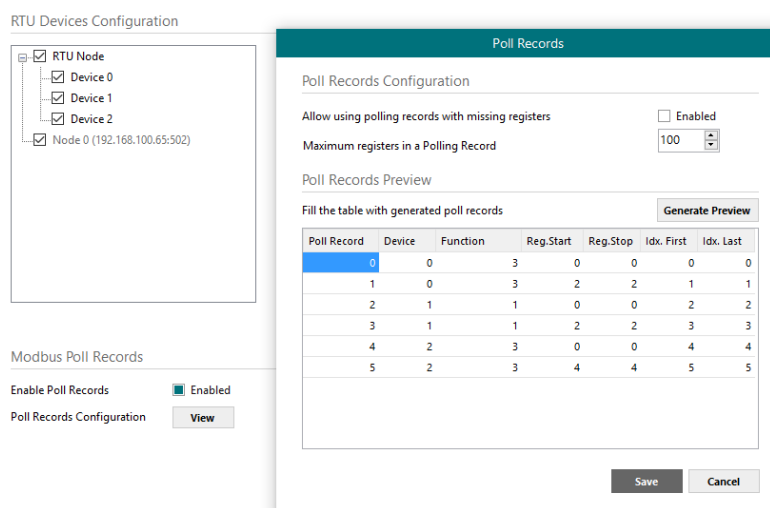 RTU Devices Configuration
RTU Node
Device 0
Device 1
Device 2
Node 0 (192.168.100.65:502)
Modbus Poll Records
Enable Poll Records Enabled
Poll Records Configuration View
Poll Records
Poll Records Configuration
Allow using polling records with missing registers Enabled
Maximum registers in a Polling Record 100
Poll Records Preview
Fill the table with generated poll records Generate Preview
Poll Record Device Function Reg.Start Reg.Stop Idx. First Idx. Last
0 0 3 0 0 0 0
1 0 3 2 2 1 1
2 1 1 0 0 2 2
3 1 1 2 2 3 3
4 2 3 0 0 4 4
5 2 3 4 4 5 5
Save Cancel